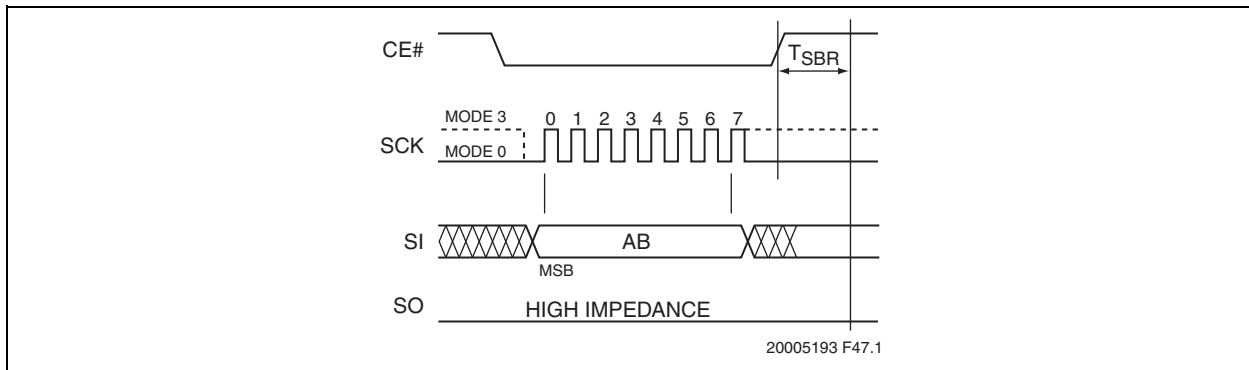 CE#
TSBR
MODE 3
0 1 2 3 4 5 6 7
SCK
MODE 0
SI
AB
MSB
SO
HIGH IMPEDANCE
20005193 F47.1